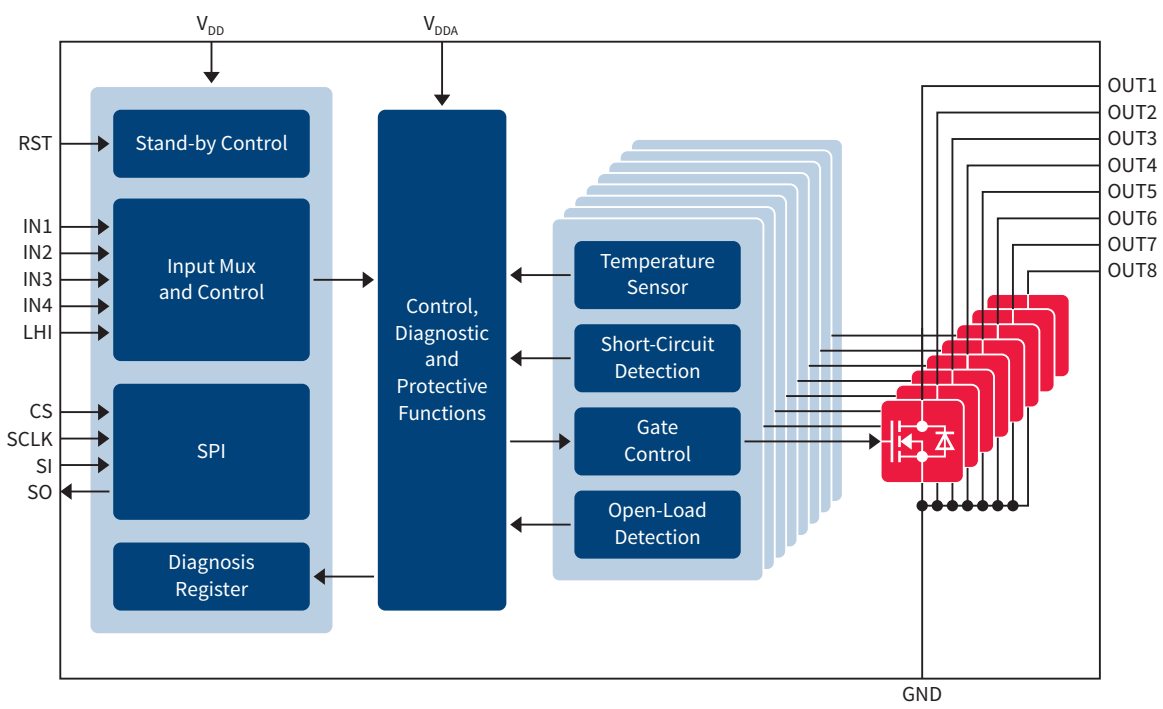 VDD
VDDA
RST
Stand-by Control
IN1
IN2
IN3
IN4
LHI
Input Mux
and Control
CS
SCLK
SI
SO
SPI
Diagnosis
Register
Control,
Diagnostic
and
Protective
Functions
Temperature
Sensor
Short-Circuit
Detection
Gate
Control
Open-Load
Detection
OUT1
OUT2
OUT3
OUT4
OUT5
OUT6
OUT7
OUT8
GND